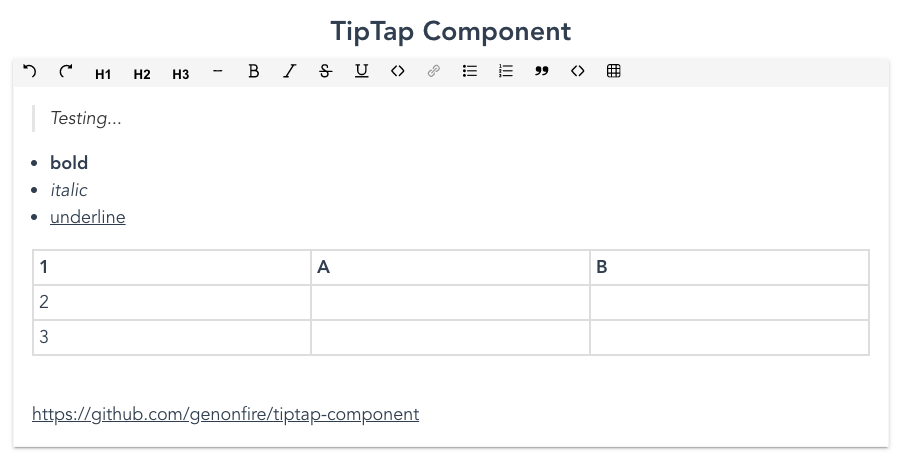 TipTap Component
H1 H2 H3 B I S U
Testing...
bold
italic
underline
1 A B
2
3
https://github.com/genonfire/tiptap-component